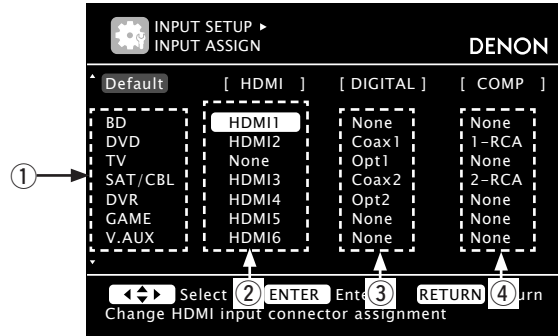 INPUT SETUP ▸
INPUT ASSIGN
DENON
Default [ HDMI ] [ DIGITAL ] [ COMP ]
BD HDMI1 None None
DVD HDMI2 Coax1 1-RCA
TV None Opt1 None
SAT/CBL HDMI3 Coax2 2-RCA
DVR HDMI4 Opt2 None
GAME HDMI5 None None
V.AUX HDMI6 None None
①
② ③ ④
Select ENTER RETURN
Change HDMI input connector assignment